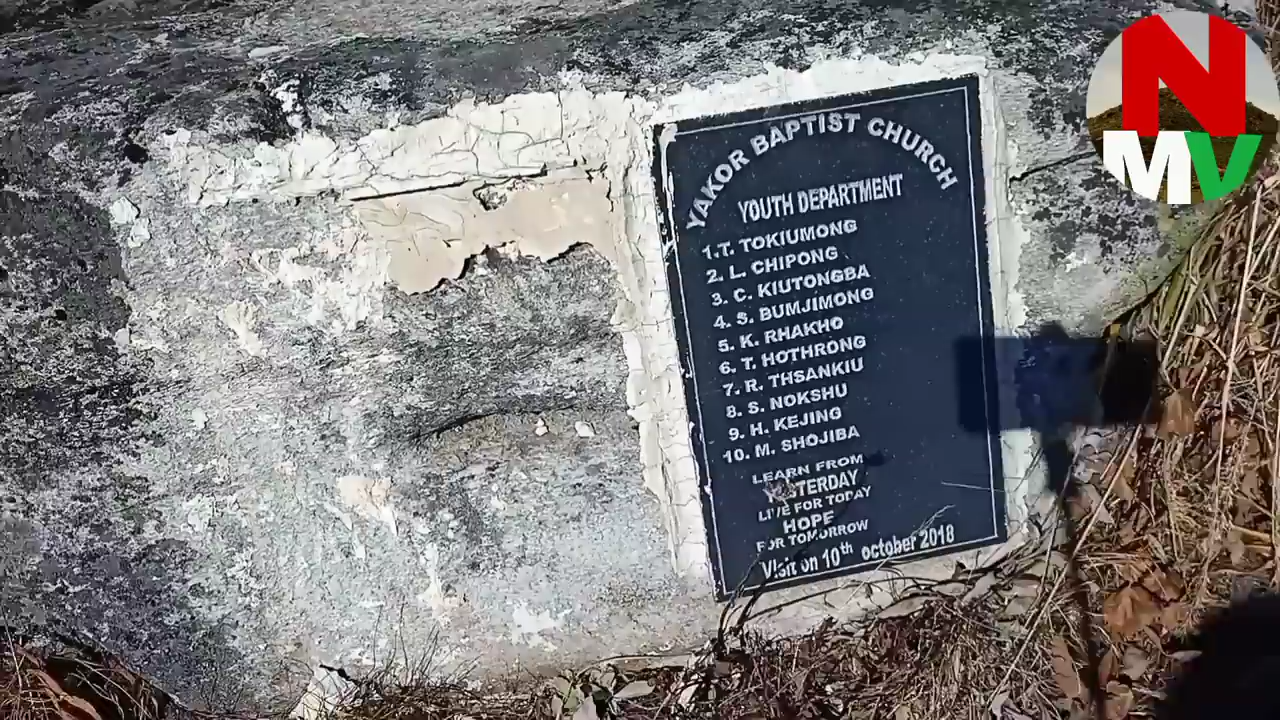 YAKOR BAPTIST CHURCH
YOUTH DEPARTMENT
1.T. TOKIUMONG
2. L. CHIPONG
3. C. KIUTONGBA
4. S. BUMJIMONG
5. K. RHAKHO
6. T. HOTHRONG
7. R. THSANKIU
8. S. NOKSHU
9. H. KEJING
10. M. SHOJIBA
LEARN FROM
YESTERDAY
LIVE FOR TODAY
HOPE
FOR TOMORROW
Visit on 10th october 2018
N
MV